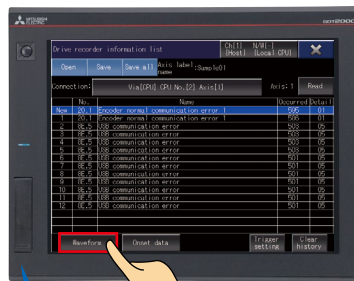 MITSUBISHI ELECTRIC
GOT2000
Drive recorder information list
Ch[1] N/W[-]
[Host] [Local CPU]
Open Save Save all Axis label name :Sample01
Connection: Via[CPU] CPU No.[2] Axis[1] Axis: 1 Read
No. Name Occurred Detail
New 20.1 Encoder normal communication error 1 595 01
1 20.1 Encoder normal communication error 1 586 01
2 8E.5 USB communication error 503 05
3 8E.5 USB communication error 503 05
4 8E.5 USB communication error 503 05
5 8E.5 USB communication error 503 05
6 8E.5 USB communication error 501 05
7 8E.5 USB communication error 501 05
8 8E.5 USB communication error 501 05
9 8E.5 USB communication error 501 05
10 8E.5 USB communication error 501 05
11 8E.5 USB communication error 501 05
12 8E.5 USB communication error 501 05
Waveform Onset data Trigger setting Clear history